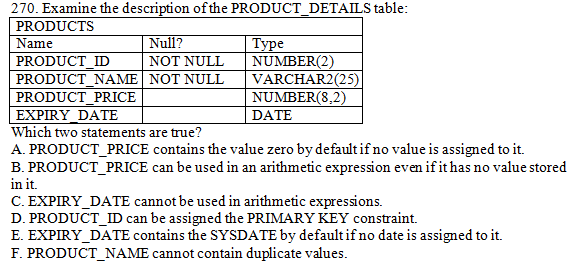 270. Examine the description of the PRODUCT_DETAILS table:
PRODUCTS
Name Null? Type
PRODUCT_ID NOT NULL NUMBER(2)
PRODUCT_NAME NOT NULL VARCHAR2(25)
PRODUCT_PRICE NUMBER(8,2)
EXPIRY_DATE DATE
Which two statements are true?
A. PRODUCT_PRICE contains the value zero by default if no value is assigned to it.
B. PRODUCT_PRICE can be used in an arithmetic expression even if it has no value stored
in it.
C. EXPIRY_DATE cannot be used in arithmetic expressions.
D. PRODUCT_ID can be assigned the PRIMARY KEY constraint.
E. EXPIRY_DATE contains the SYSDATE by default if no date is assigned to it.
F. PRODUCT_NAME cannot contain duplicate values.